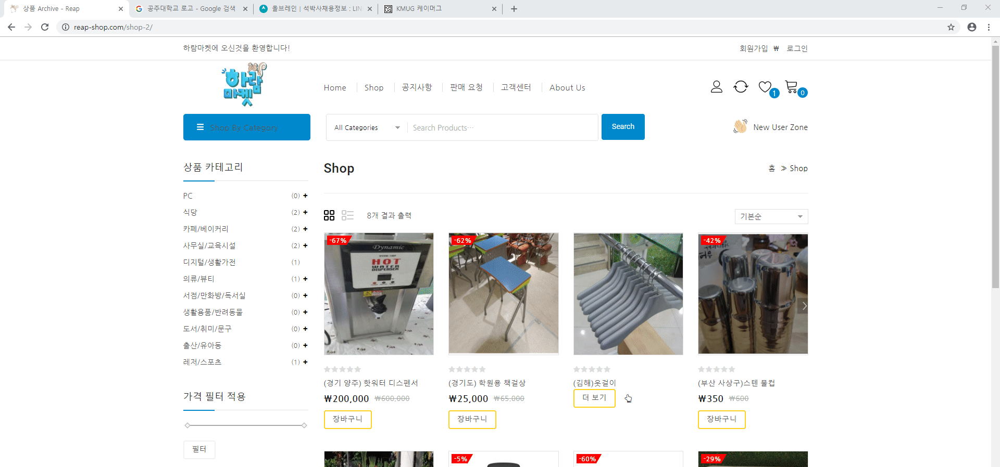 상품 Archive - Reap
공주대학교 로고 - Google 검색
올브레인 | 석박사채용정보 : LIN
KMUG 케이머그
reap-shop.com/shop-2/
하람마켓에 오신것을 환영합니다!
회원가입 ₩ 로그인
하람
마켓
Home
Shop
공지사항
판매 요청
고객센터
About Us
1
0
Shop By Category
All Categories
Search Products…
Search
New User Zone
상품 카테고리
PC (0) +
식당 (2) +
카페/베이커리 (2) +
사무실/교육시설 (2) +
디지털/생활가전 (1)
의류/뷰티 (1) +
서점/만화방/독서실 (0) +
생활용품/반려동물 (0) +
도서/취미/문구 (0) +
출산/유아동 (0) +
레저/스포츠 (1) +
가격 필터 적용
필터
Shop
홈 ≫ Shop
8개 결과 출력
기본순
-67%
Dynamic
HOT
WATER
DISPENSER
(경기 양주) 핫워터 디스펜서
₩200,000 ₩600,000
장바구니
-62%
(경기도) 학원용 책걸상
₩25,000 ₩65,000
장바구니
(김해)옷걸이
더 보기
-42%
(부산 사상구)스텐 물컵
₩350 ₩600
장바구니
-5%
-60%
-29%